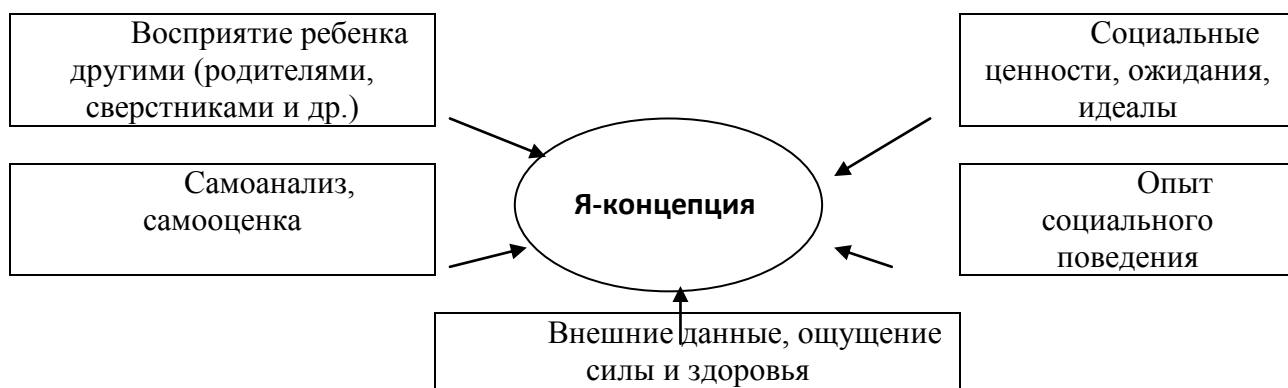 Восприятие ребенка
другими (родителями,
сверстниками и др.)
Социальные
ценности, ожидания,
идеалы
Самоанализ,
самооценка
Я-концепция
Опыт
социального
поведения
Внешние данные, ощущение
силы и здоровья